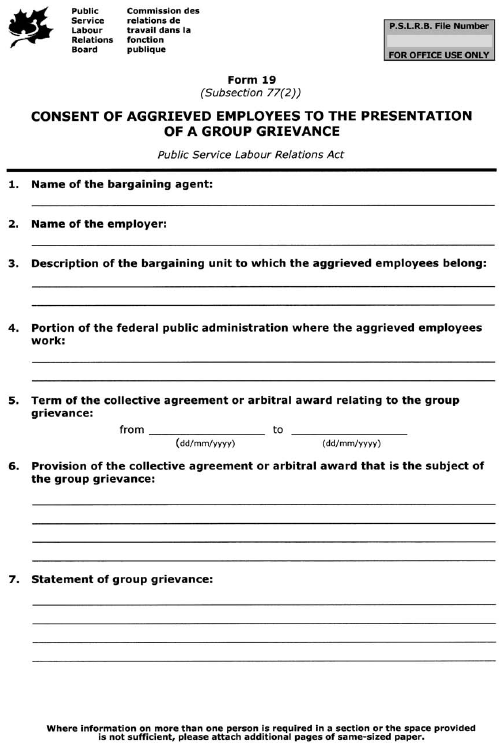 Public
Service
Labour
Relations
Board
Commission des
relations de
travail dans la
fonction
publique
P.S.L.R.B. File Number
FOR OFFICE USE ONLY
Form 19
(Subsection 77(2))
CONSENT OF AGGRIEVED EMPLOYEES TO THE PRESENTATION
OF A GROUP GRIEVANCE
Public Service Labour Relations Act
1. Name of the bargaining agent:
2. Name of the employer:
3. Description of the bargaining unit to which the aggrieved employees belong:
4. Portion of the federal public administration where the aggrieved employees
work:
5. Term of the collective agreement or arbitral award relating to the group
grievance:
from to
(dd/mm/yyyy) (dd/mm/yyyy)
6. Provision of the collective agreement or arbitral award that is the subject of
the group grievance:
7. Statement of group grievance:
Where information on more than one person is required in a section or the space provided
is not sufficient, please attach additional pages of same-sized paper.